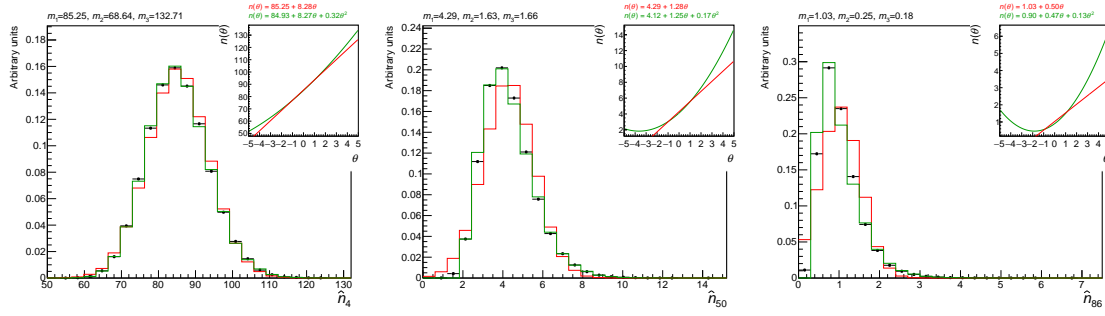 m₁=85.25, m₂=68.64, m₃=132.71
n(θ) = 85.25 + 8.28θ
n(θ) = 84.93 + 8.27θ + 0.32θ²
Arbitrary units
0.16
0.14
0.12
0.1
0.08
0.06
0.04
0.02
0
50 60 70 80 90 100 110 120 130
n̂₄
n(θ)
130
120
110
100
90
80
70
60
50
−5 −4 −3 −2 −1 0 1 2 3 4 5
θ
m₁=4.29, m₂=1.63, m₃=1.66
n(θ) = 4.29 + 1.28θ
n(θ) = 4.12 + 1.25θ + 0.17θ²
Arbitrary units
0.24
0.22
0.2
0.18
0.16
0.14
0.12
0.1
0.08
0.06
0.04
0.02
0
0 2 4 6 8 10 12 14
n̂₅₀
n(θ)
16
14
12
10
8
6
4
2
−5 −4 −3 −2 −1 0 1 2 3 4 5
θ
m₁=1.03, m₂=0.25, m₃=0.18
n(θ) = 1.03 + 0.50θ
n(θ) = 0.90 + 0.47θ + 0.13θ²
Arbitrary units
0.3
0.25
0.2
0.15
0.1
0.05
0
0 1 2 3 4 5 6 7
n̂₈₆
n(θ)
6
5
4
3
2
1
−5 −4 −3 −2 −1 0 1 2 3 4 5
θ